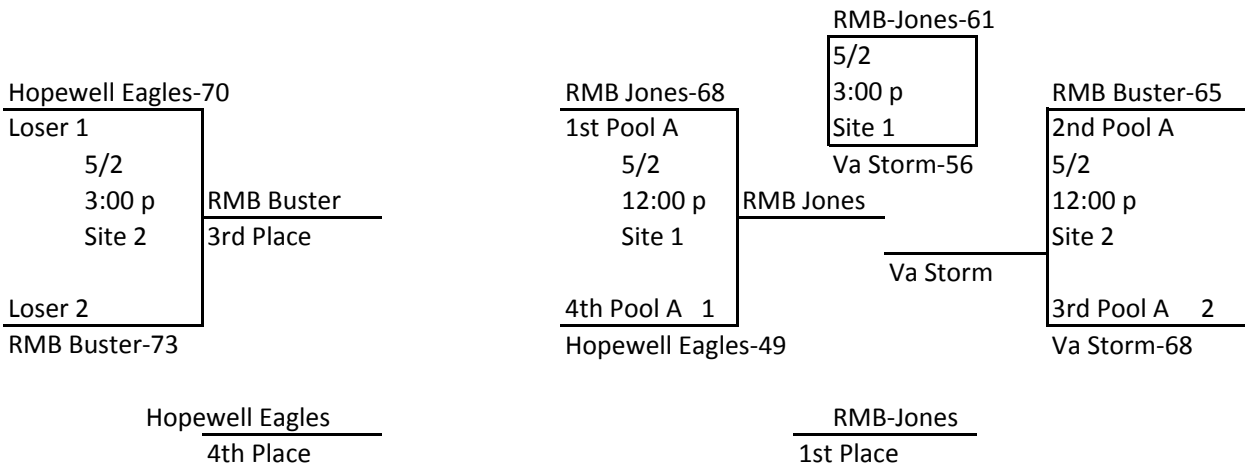 RMB-Jones-61
5/2
3:00 p
Site 1
Va Storm-56
Hopewell Eagles-70
Loser 1
5/2
3:00 p
Site 2
RMB Buster
3rd Place
Loser 2
RMB Buster-73
RMB Jones-68
1st Pool A
5/2
12:00 p
Site 1
RMB Jones
4th Pool A 1
Hopewell Eagles-49
RMB Buster-65
2nd Pool A
5/2
12:00 p
Site 2
Va Storm
3rd Pool A 2
Va Storm-68
Hopewell Eagles
4th Place
RMB-Jones
1st Place